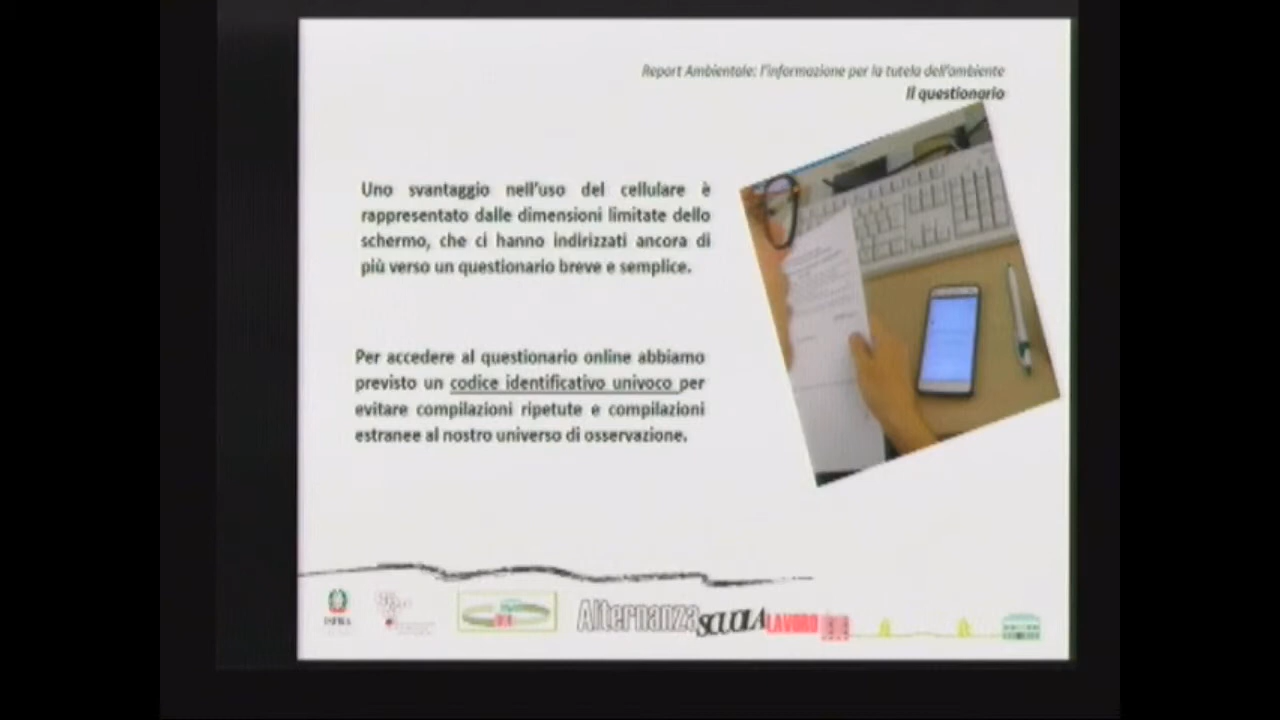 Report Ambientale: l'informazione per la tutela dell'ambiente
Il questionario
Uno svantaggio nell'uso del cellulare è
rappresentato dalle dimensioni limitate dello
schermo, che ci hanno indirizzati ancora di
più verso un questionario breve e semplice.
Per accedere al questionario online abbiamo
previsto un codice identificativo univoco per
evitare compilazioni ripetute e compilazioni
estranee al nostro universo di osservazione.
ISPRA
Alternanza SCUOLA LAVORO